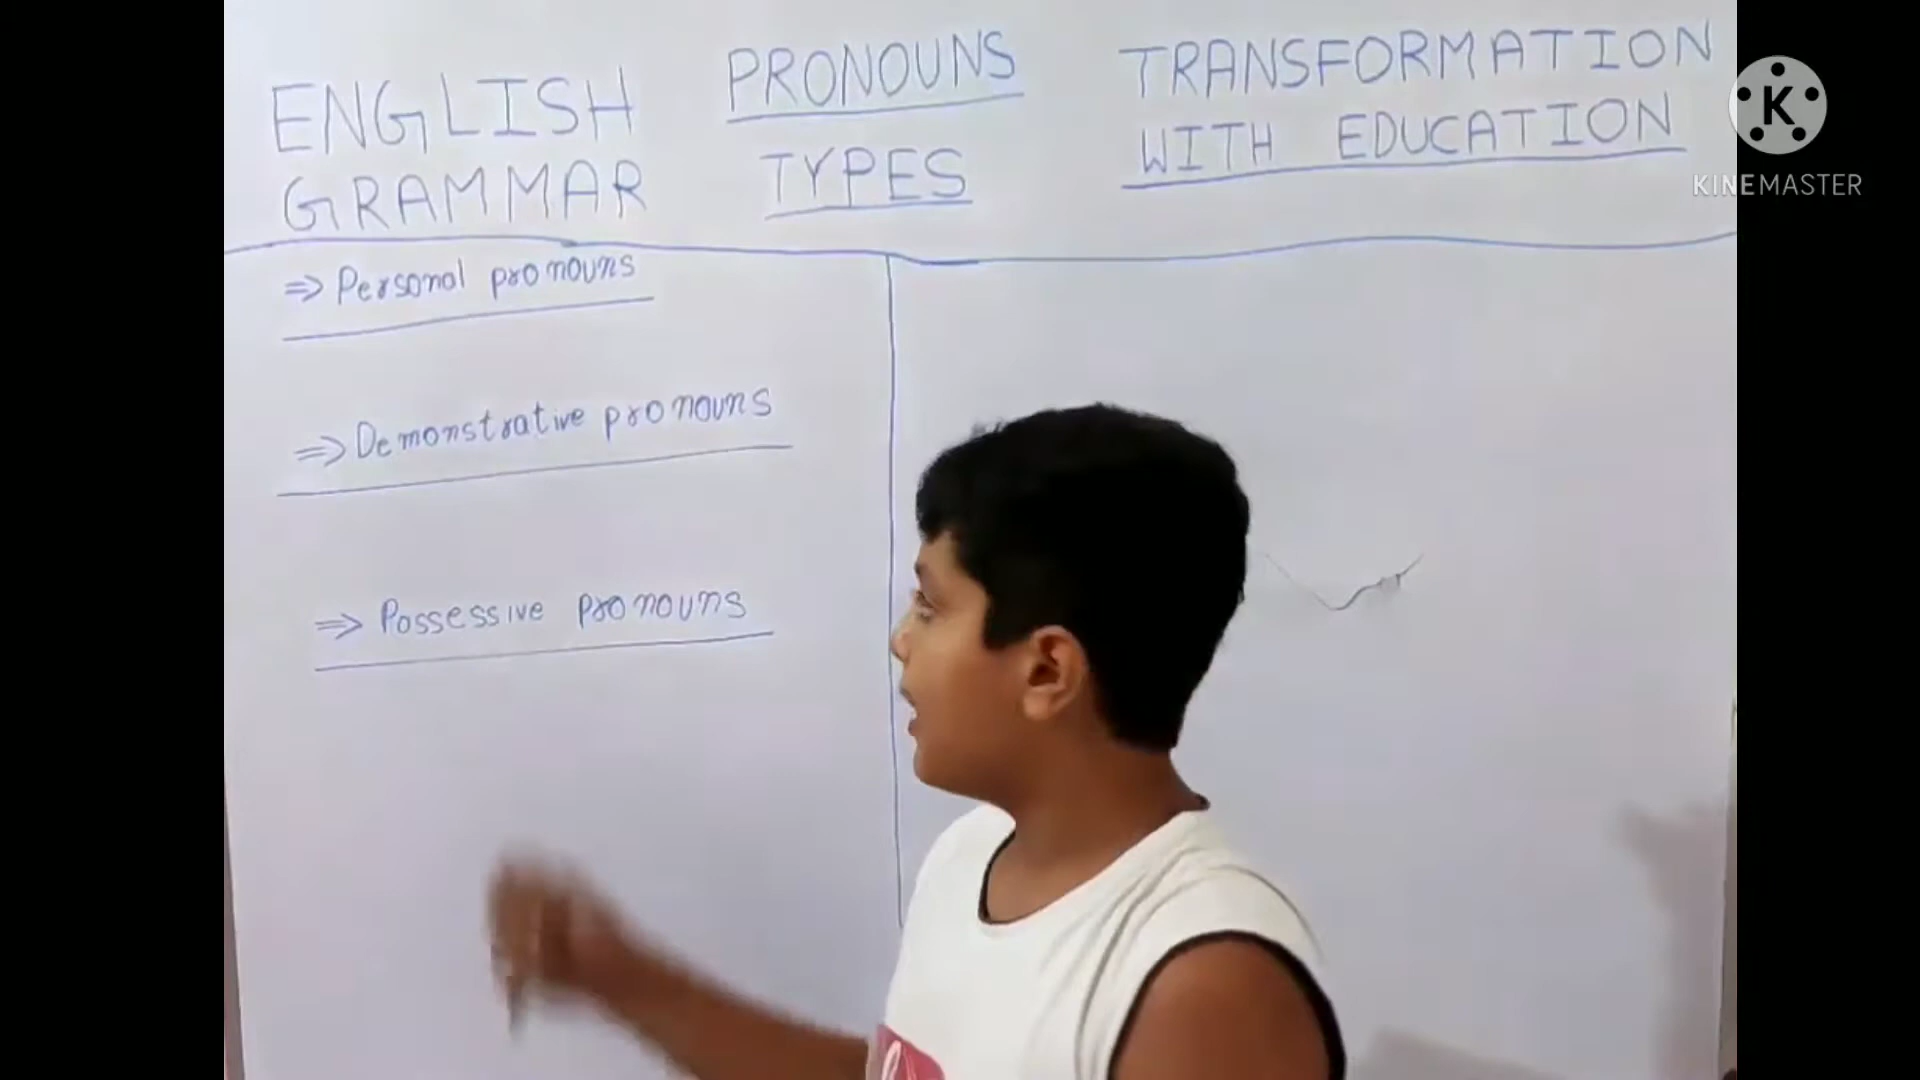 ENGLISH
GRAMMAR
PRONOUNS
TYPES
TRANSFORMATION
WITH EDUCATION
⇒ Personal pronouns
⇒ Demonstrative pronouns
⇒ Possessive pronouns
K
KINEMASTER